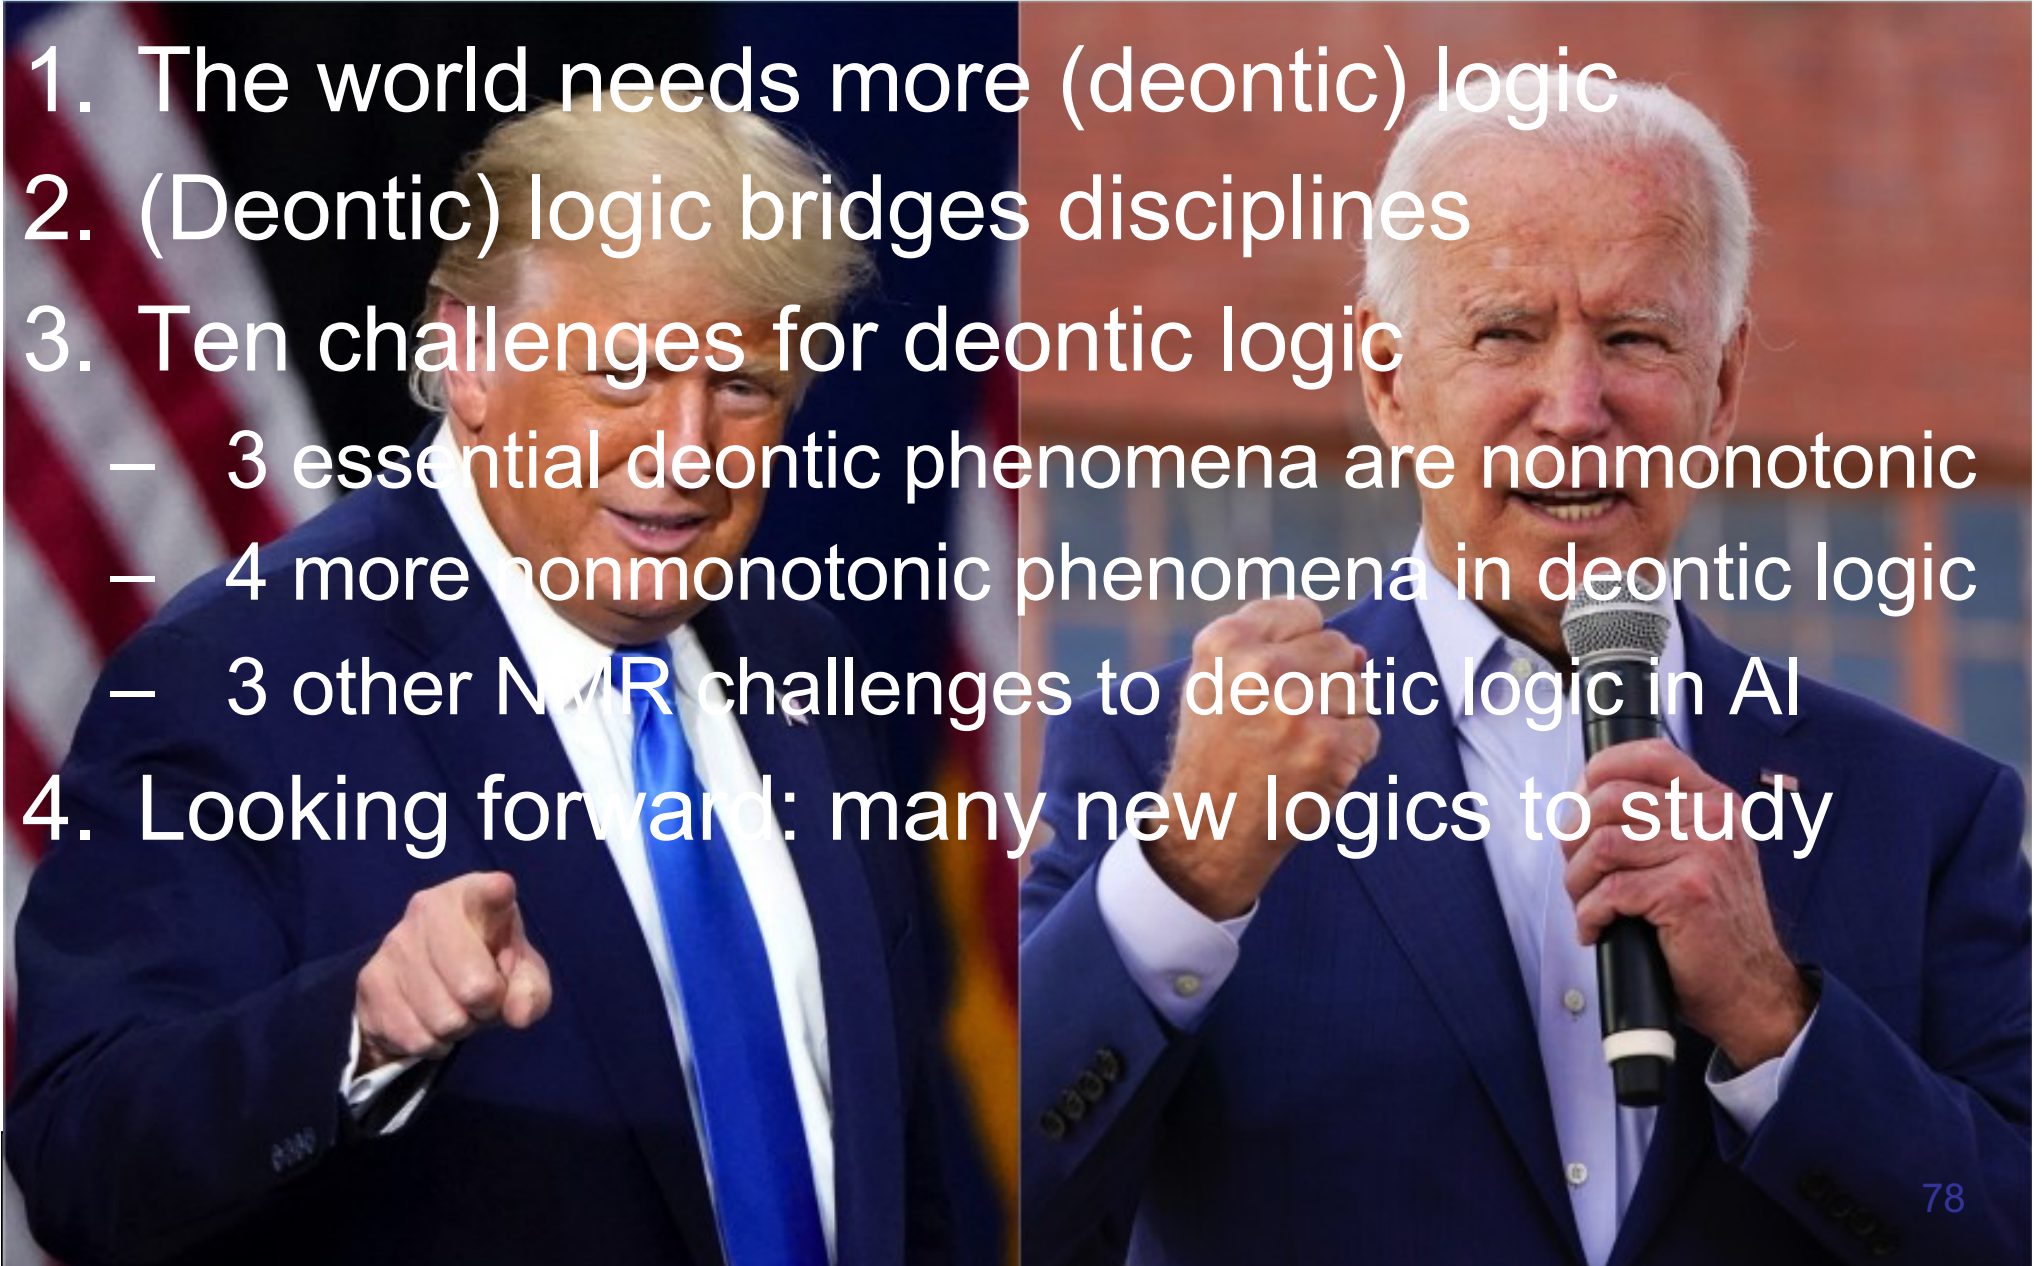 1. The world needs more (deontic) logic
2. (Deontic) logic bridges disciplines
3. Ten challenges for deontic logic
– 3 essential deontic phenomena are nonmonotonic
– 4 more nonmonotonic phenomena in deontic logic
– 3 other NMR challenges to deontic logic in AI
4. Looking forward: many new logics to study
78